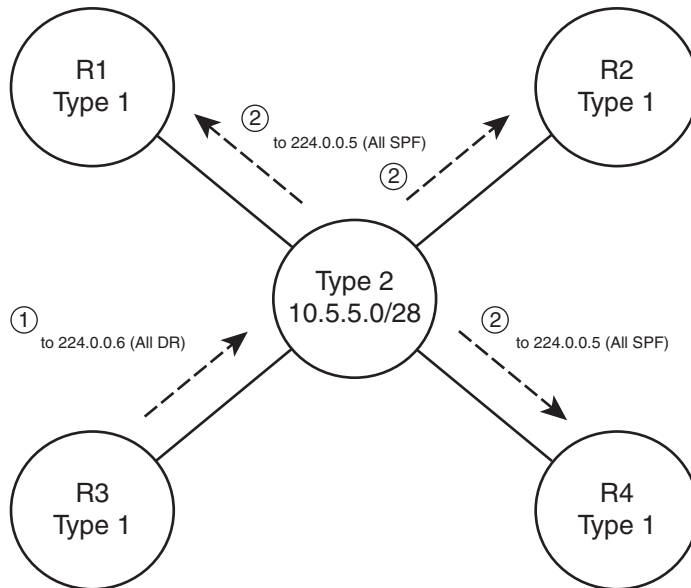 R1
Type 1
R2
Type 1
②
to 224.0.0.5 (All SPF)
②
Type 2
10.5.5.0/28
①
to 224.0.0.6 (All DR)
②
to 224.0.0.5 (All SPF)
R3
Type 1
R4
Type 1